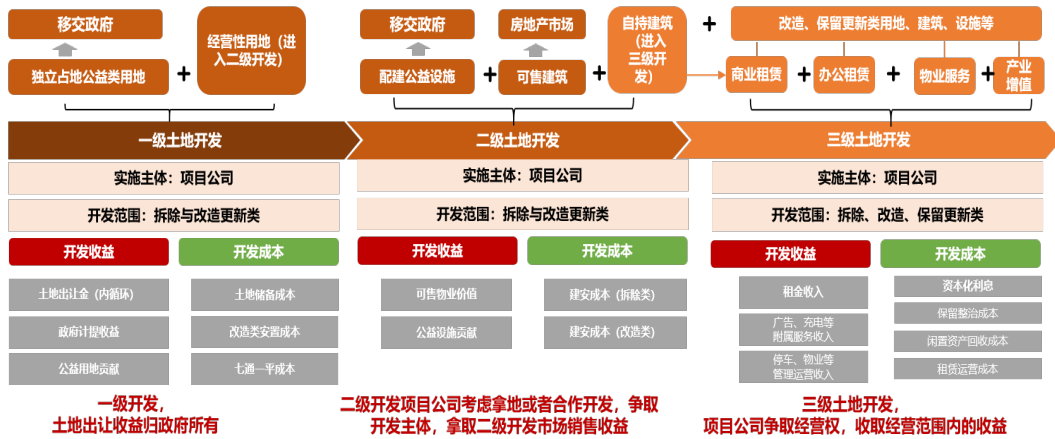 移交政府
独立占地公益类用地
+
经营性用地（进
入二级开发）
移交政府
配建公益设施
+
房地产市场
可售建筑
+
自持建筑
（进入
三级开
发）
+
改造、保留更新类用地、建筑、设施等
商业租赁
+
办公租赁
+
物业服务
+
产业
增值
一级土地开发
二级土地开发
三级土地开发
实施主体：项目公司
开发范围：拆除与改造更新类
开发收益
开发成本
土地出让金（内循环）
土地储备成本
政府计提收益
改造类安置成本
公益用地贡献
七通一平成本
一级开发，
土地出让收益归政府所有
实施主体：项目公司
开发范围：拆除与改造更新类
开发收益
开发成本
可售物业价值
建安成本（拆除类）
公益设施贡献
建安成本（改造类）
二级开发项目公司考虑拿地或者合作开发，争取
开发主体，拿取二级开发市场销售收益
实施主体：项目公司
开发范围：拆除、改造、保留更新类
开发收益
开发成本
租金收入
广告、充电等
附属服务收入
停车、物业等
管理运营收入
资本化利息
保留整治成本
闲置资产回收成本
租赁运营成本
三级土地开发，
项目公司争取经营权，收取经营范围内的收益